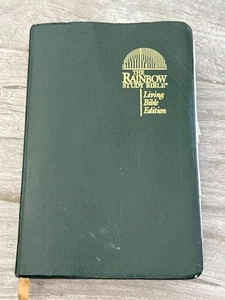 THE
RAINBOW
STUDY BIBLE®
Living
Bible
Edition